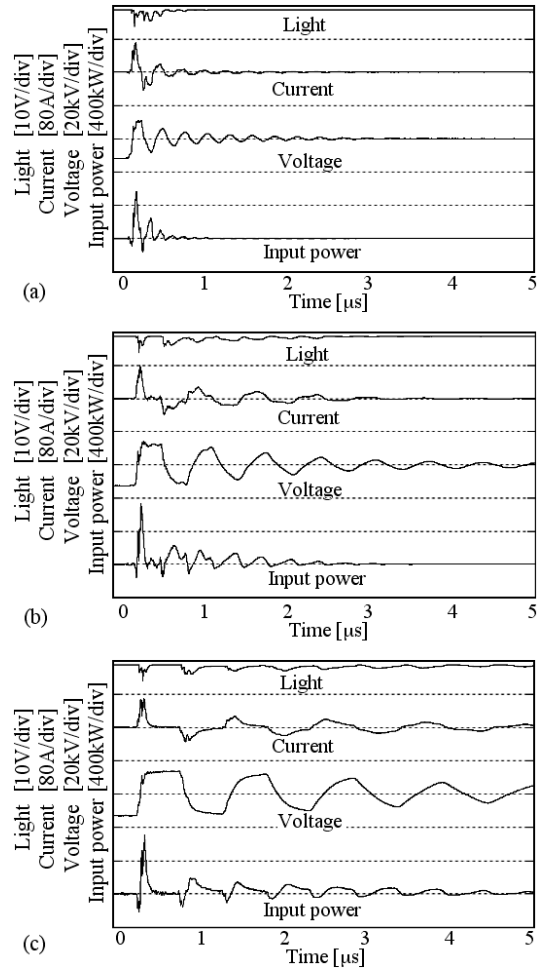 Light [10V/div]
Current [80A/div]
Voltage [20kV/div]
Input power [400kW/div]
Light
Current
Voltage
Input power
0 1 2 3 4 5
Time [μs]
(a)
Light [10V/div]
Current [80A/div]
Voltage [20kV/div]
Input power [400kW/div]
Light
Current
Voltage
Input power
0 1 2 3 4 5
Time [μs]
(b)
Light [10V/div]
Current [80A/div]
Voltage [20kV/div]
Input power [400kW/div]
Light
Current
Voltage
Input power
0 1 2 3 4 5
Time [μs]
(c)